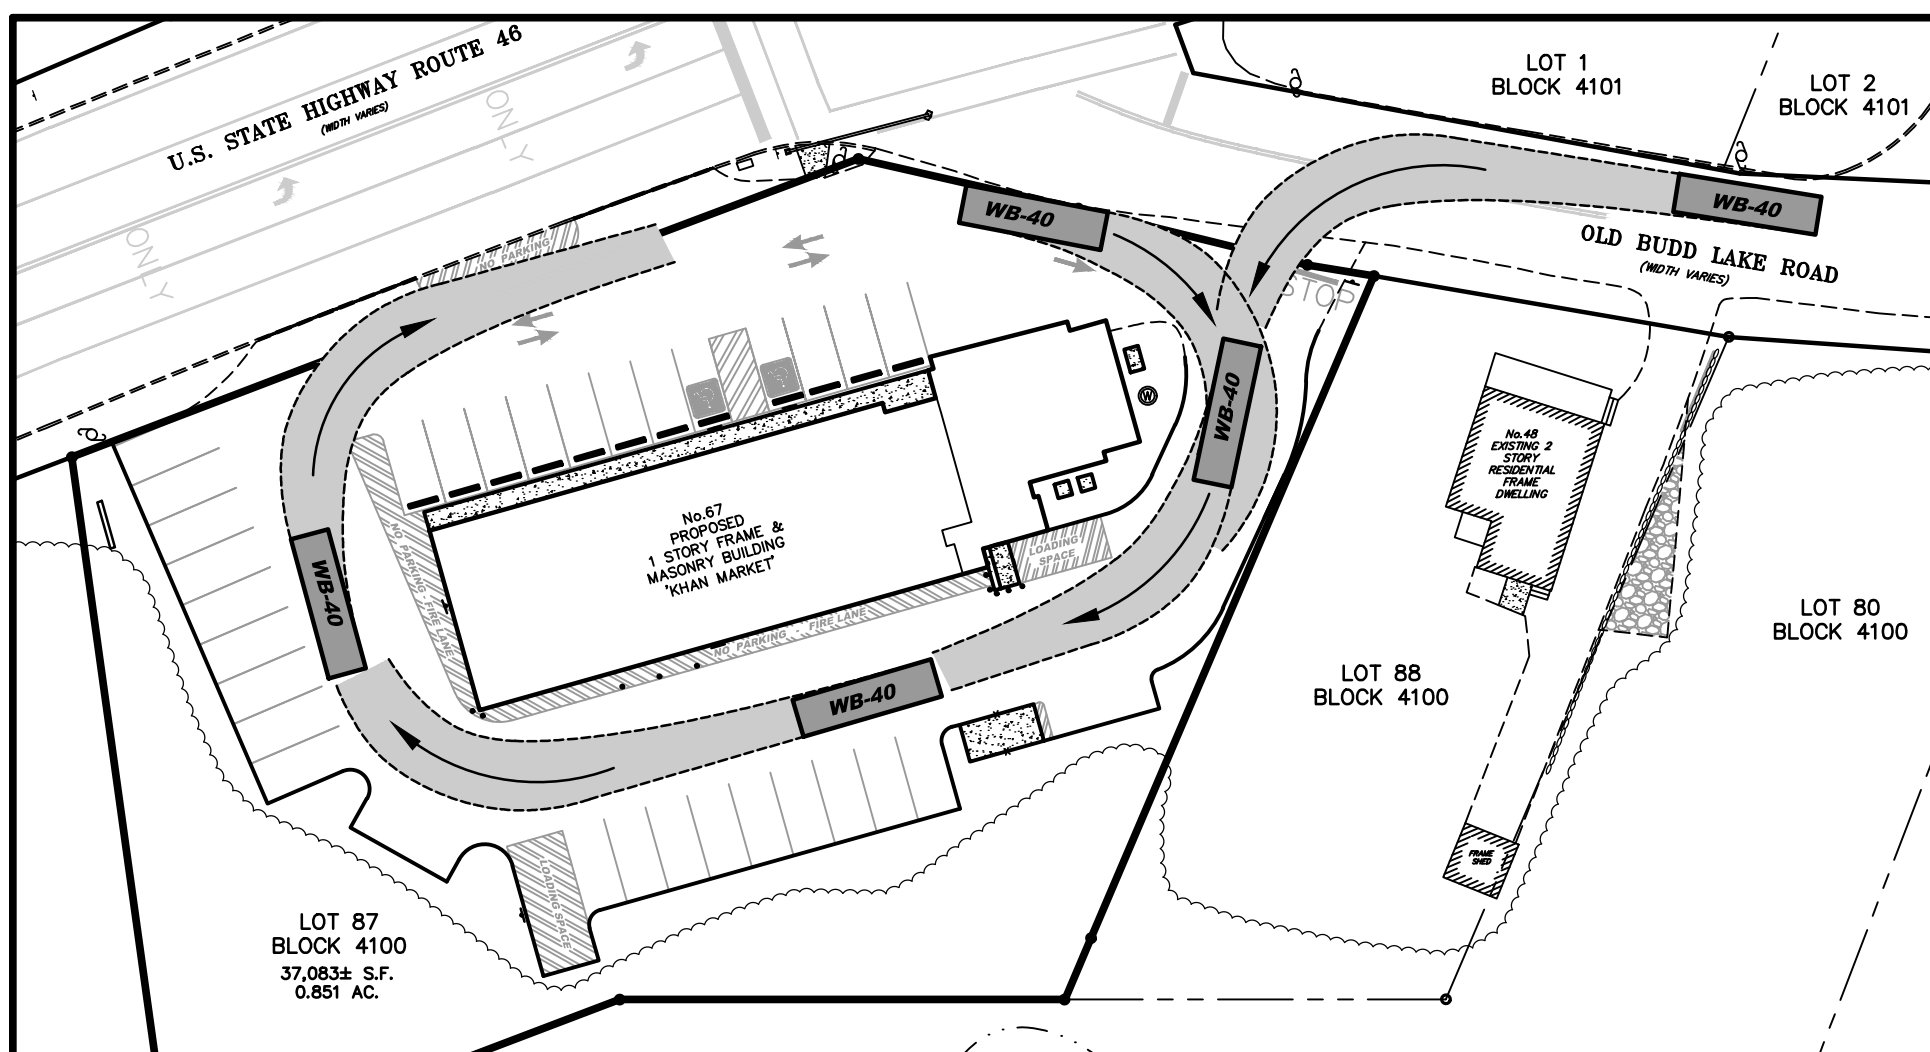 U.S. STATE HIGHWAY ROUTE 46
(WIDTH VARIES)
ONLY
ONLY
LOT 1
BLOCK 4101
LOT 2
BLOCK 4101
WB-40
WB-40
OLD BUDD LAKE ROAD
(WIDTH VARIES)
NO PARKING
STOP
WB-40
W
No.48
EXISTING 2
STORY
RESIDENTIAL
FRAME
DWELLING
No.67
PROPOSED
1 STORY FRAME &
MASONRY BUILDING
"KHAN MARKET"
LOADING
SPACE
NO PARKING - FIRE LANE
NO PARKING - FIRE LANE
WB-40
WB-40
LOT 80
BLOCK 4100
LOT 88
BLOCK 4100
FRAME
SHED
LOADING SPACE
LOT 87
BLOCK 4100
37,083± S.F.
0.851 AC.